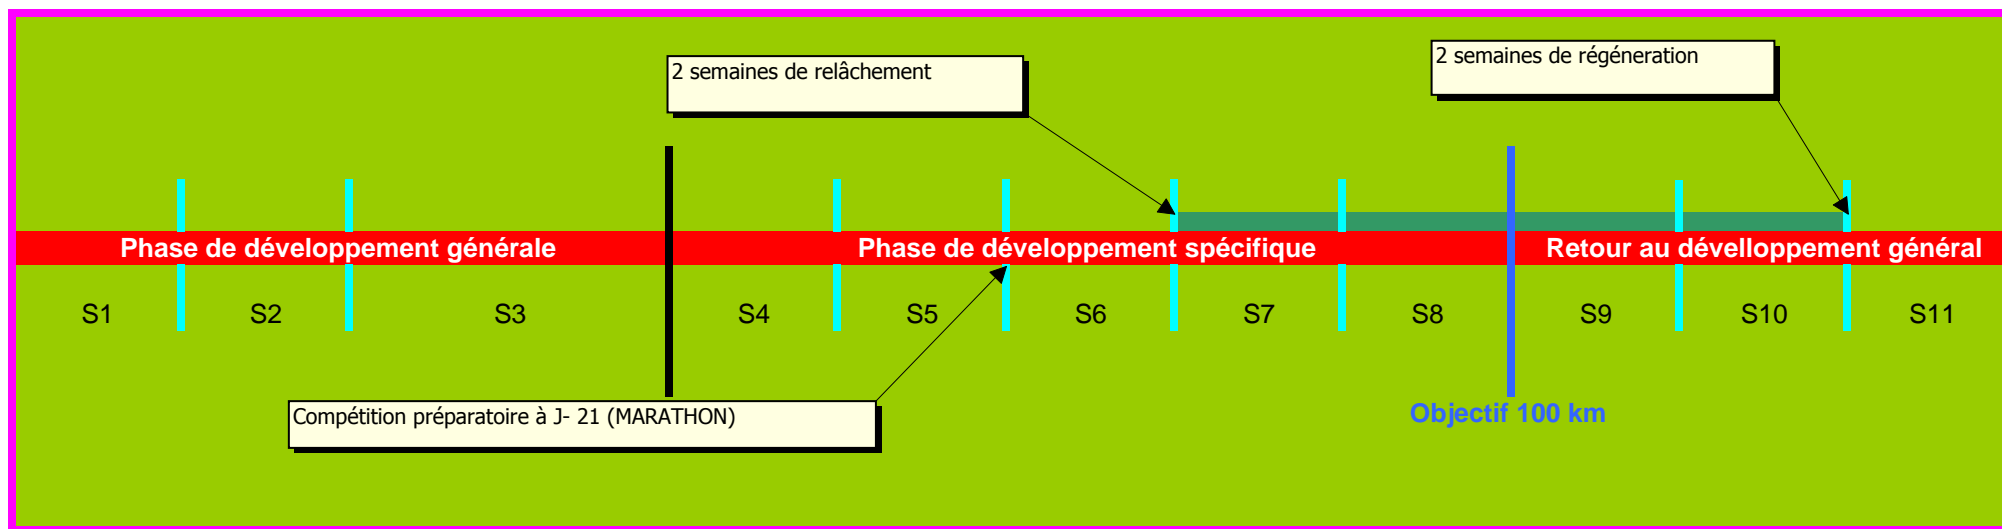 2 semaines de relâchement
2 semaines de régéneration
Phase de développement générale
Phase de développement spécifique
Retour au dévelloppement général
S1
S2
S3
S4
S5
S6
S7
S8
S9
S10
S11
Compétition préparatoire à J- 21 (MARATHON)
Objectif 100 km